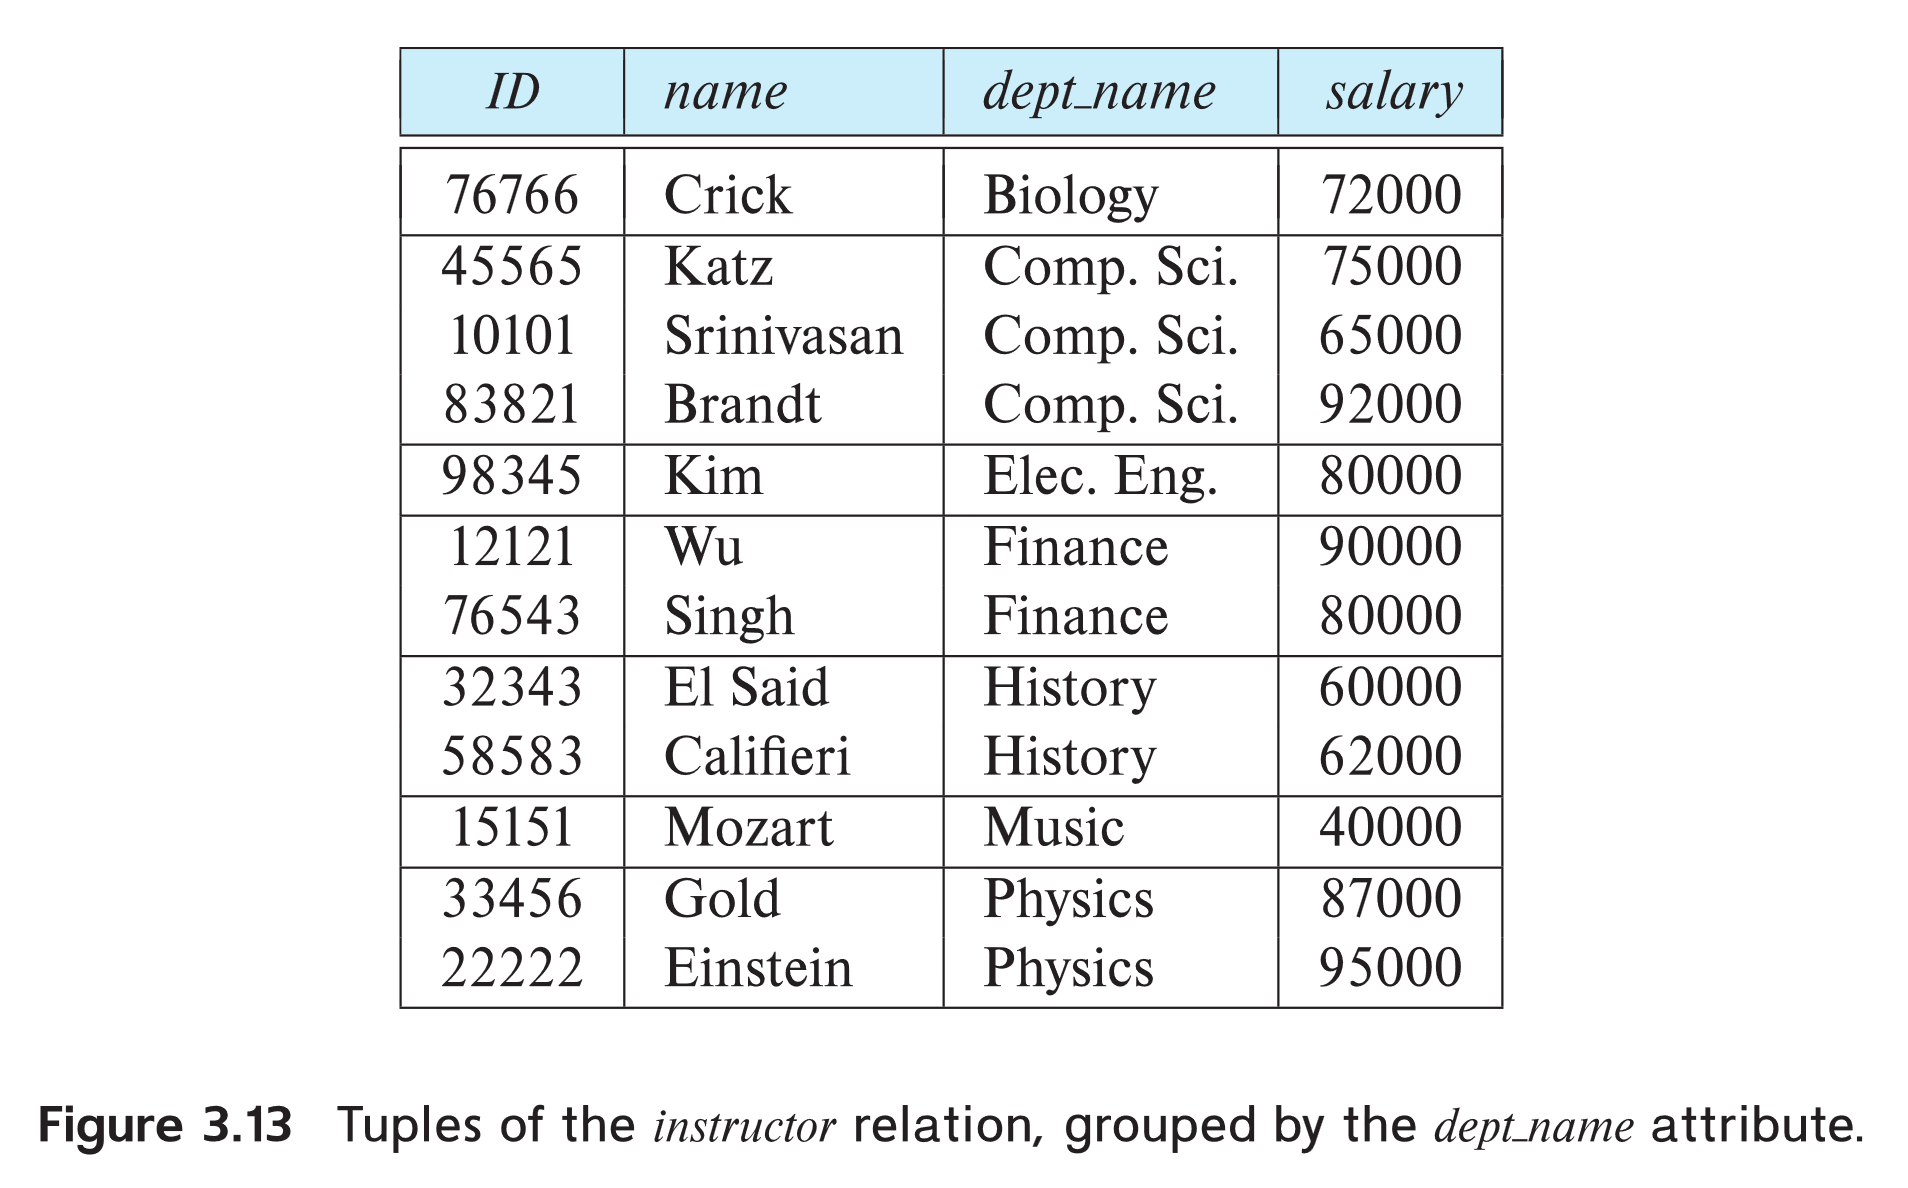 ID name dept_name salary
76766 Crick Biology 72000
45565 Katz Comp. Sci. 75000
10101 Srinivasan Comp. Sci. 65000
83821 Brandt Comp. Sci. 92000
98345 Kim Elec. Eng. 80000
12121 Wu Finance 90000
76543 Singh Finance 80000
32343 El Said History 60000
58583 Califieri History 62000
15151 Mozart Music 40000
33456 Gold Physics 87000
22222 Einstein Physics 95000
Figure 3.13 Tuples of the instructor relation, grouped by the dept_name attribute.